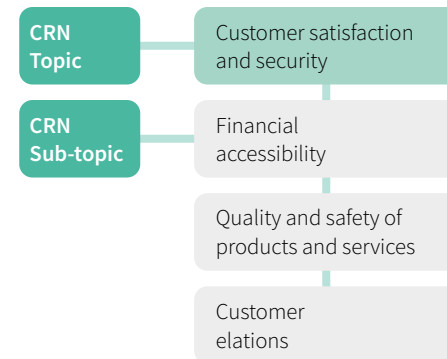 CRN
Topic
Customer satisfaction
and security
CRN
Sub-topic
Financial
accessibility
Quality and safety of
products and services
Customer
elations